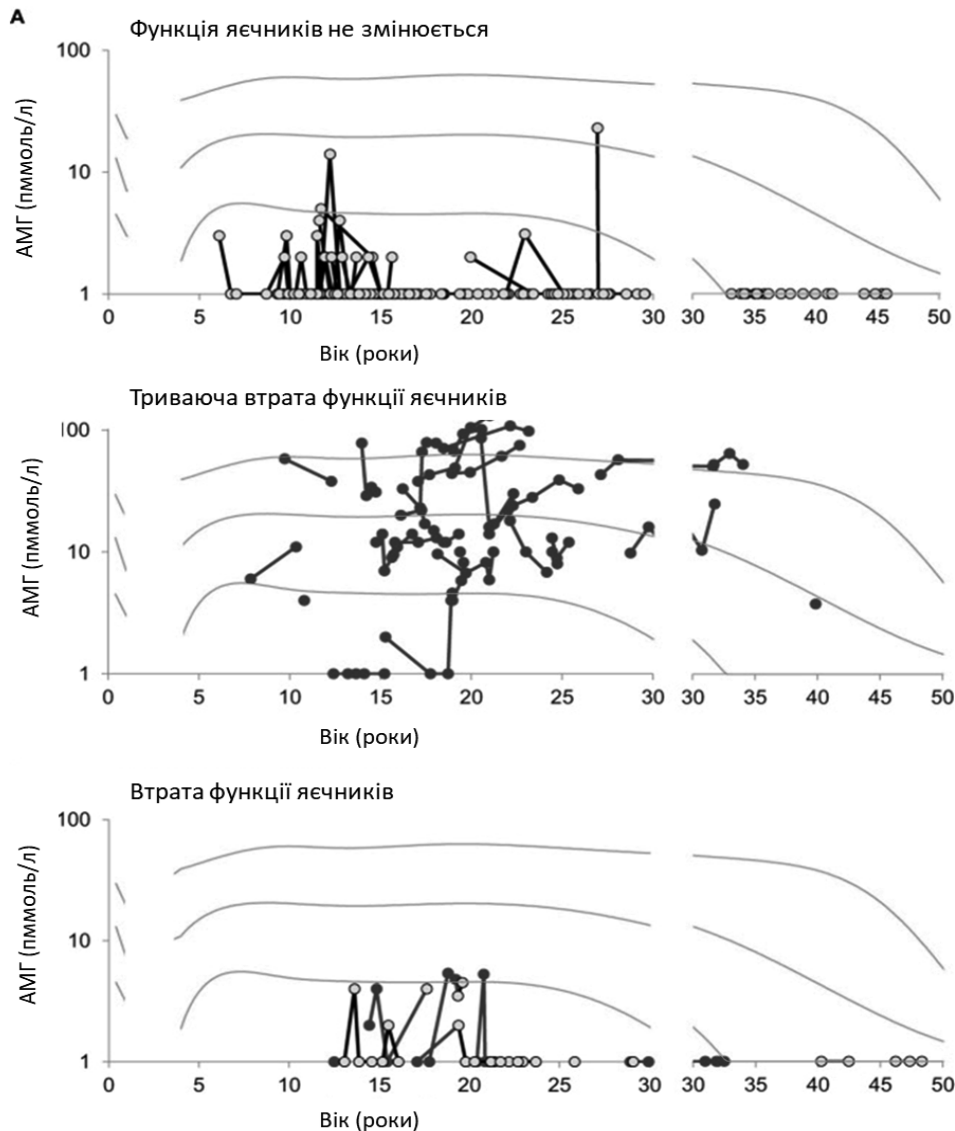 A
Функція яєчників не змінюється
100
10
1
0 5 10 15 20 25 30 30 35 40 45 50
АМГ (пммоль/л)
Вік (роки)
Триваюча втрата функції яєчників
100
10
1
0 5 10 15 20 25 30 30 35 40 45 50
АМГ (пммоль/л)
Вік (роки)
Втрата функції яєчників
100
10
1
0 5 10 15 20 25 30 30 35 40 45 50
АМГ (пммоль/л)
Вік (роки)